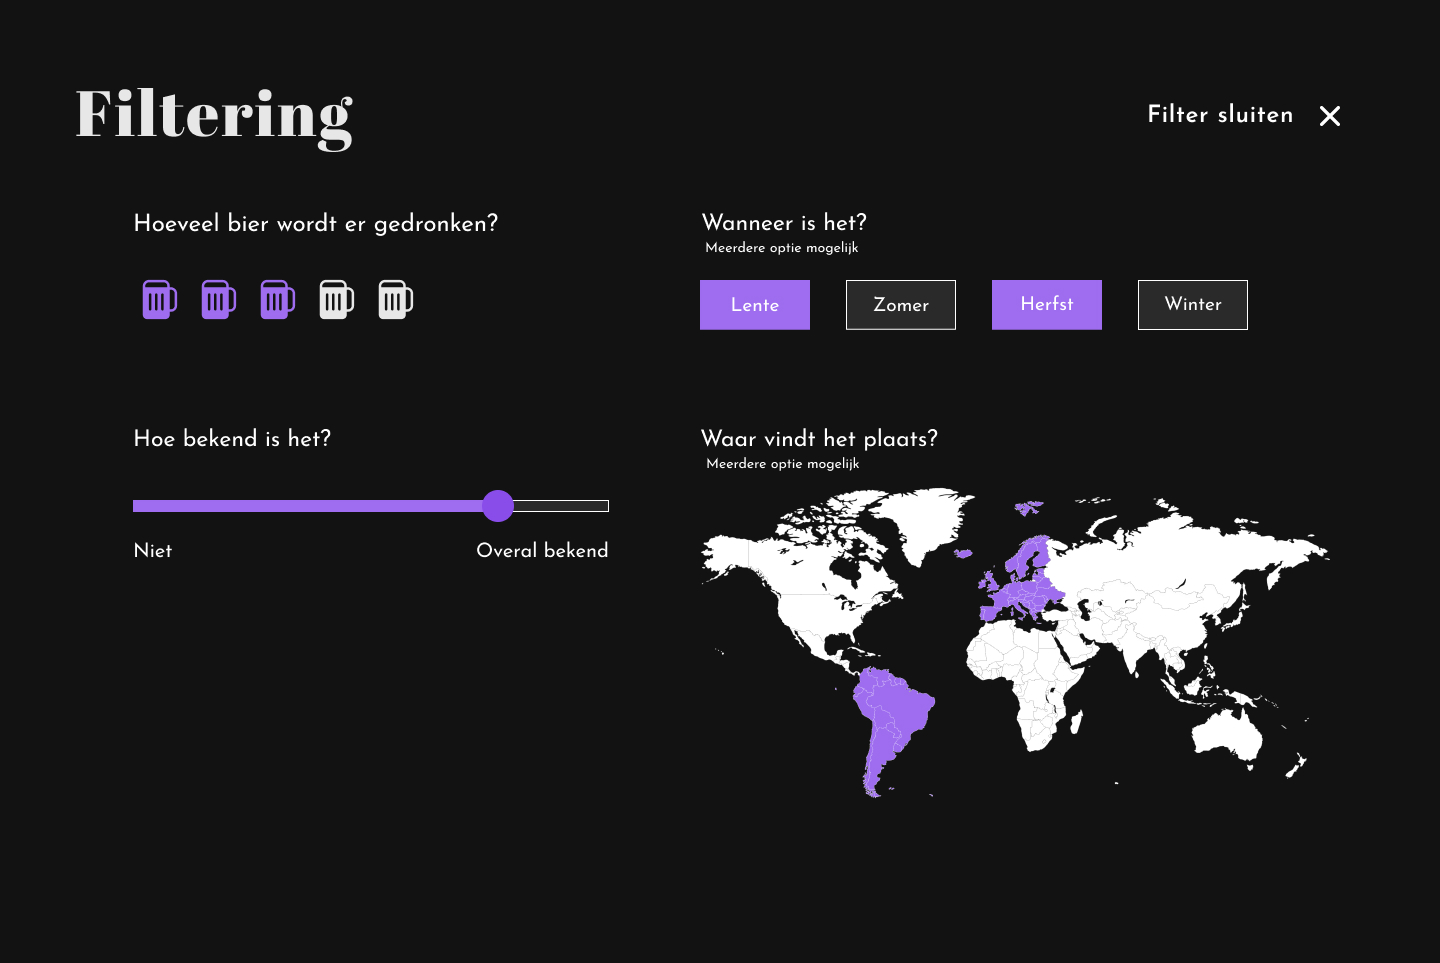 Filtering
Filter sluiten
Hoeveel bier wordt er gedronken?
Wanneer is het?
Meerdere optie mogelijk
Lente
Zomer
Herfst
Winter
Hoe bekend is het?
Niet
Overal bekend
Waar vindt het plaats?
Meerdere optie mogelijk